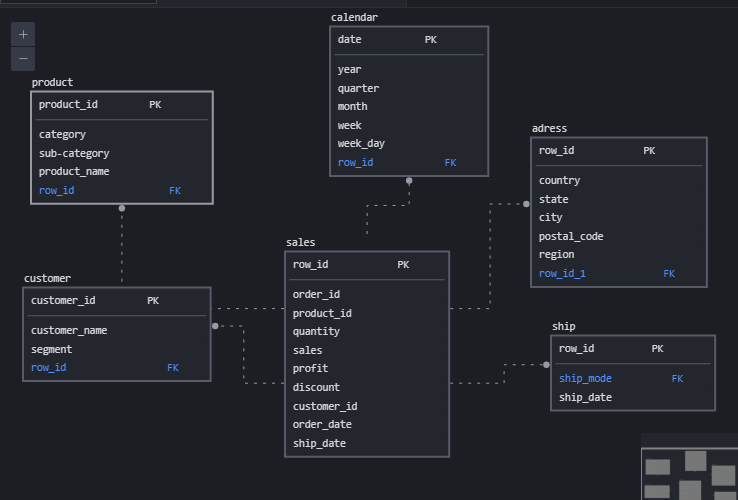 calendar
date PK
year
quarter
month
week
week_day
row_id FK
product
product_id PK
category
sub-category
product_name
row_id FK
adress
row_id PK
country
state
city
postal_code
region
row_id_1 FK
sales
row_id PK
order_id
product_id
quantity
sales
profit
discount
customer_id
order_date
ship_date
customer
customer_id PK
customer_name
segment
row_id FK
ship
row_id PK
ship_mode FK
ship_date